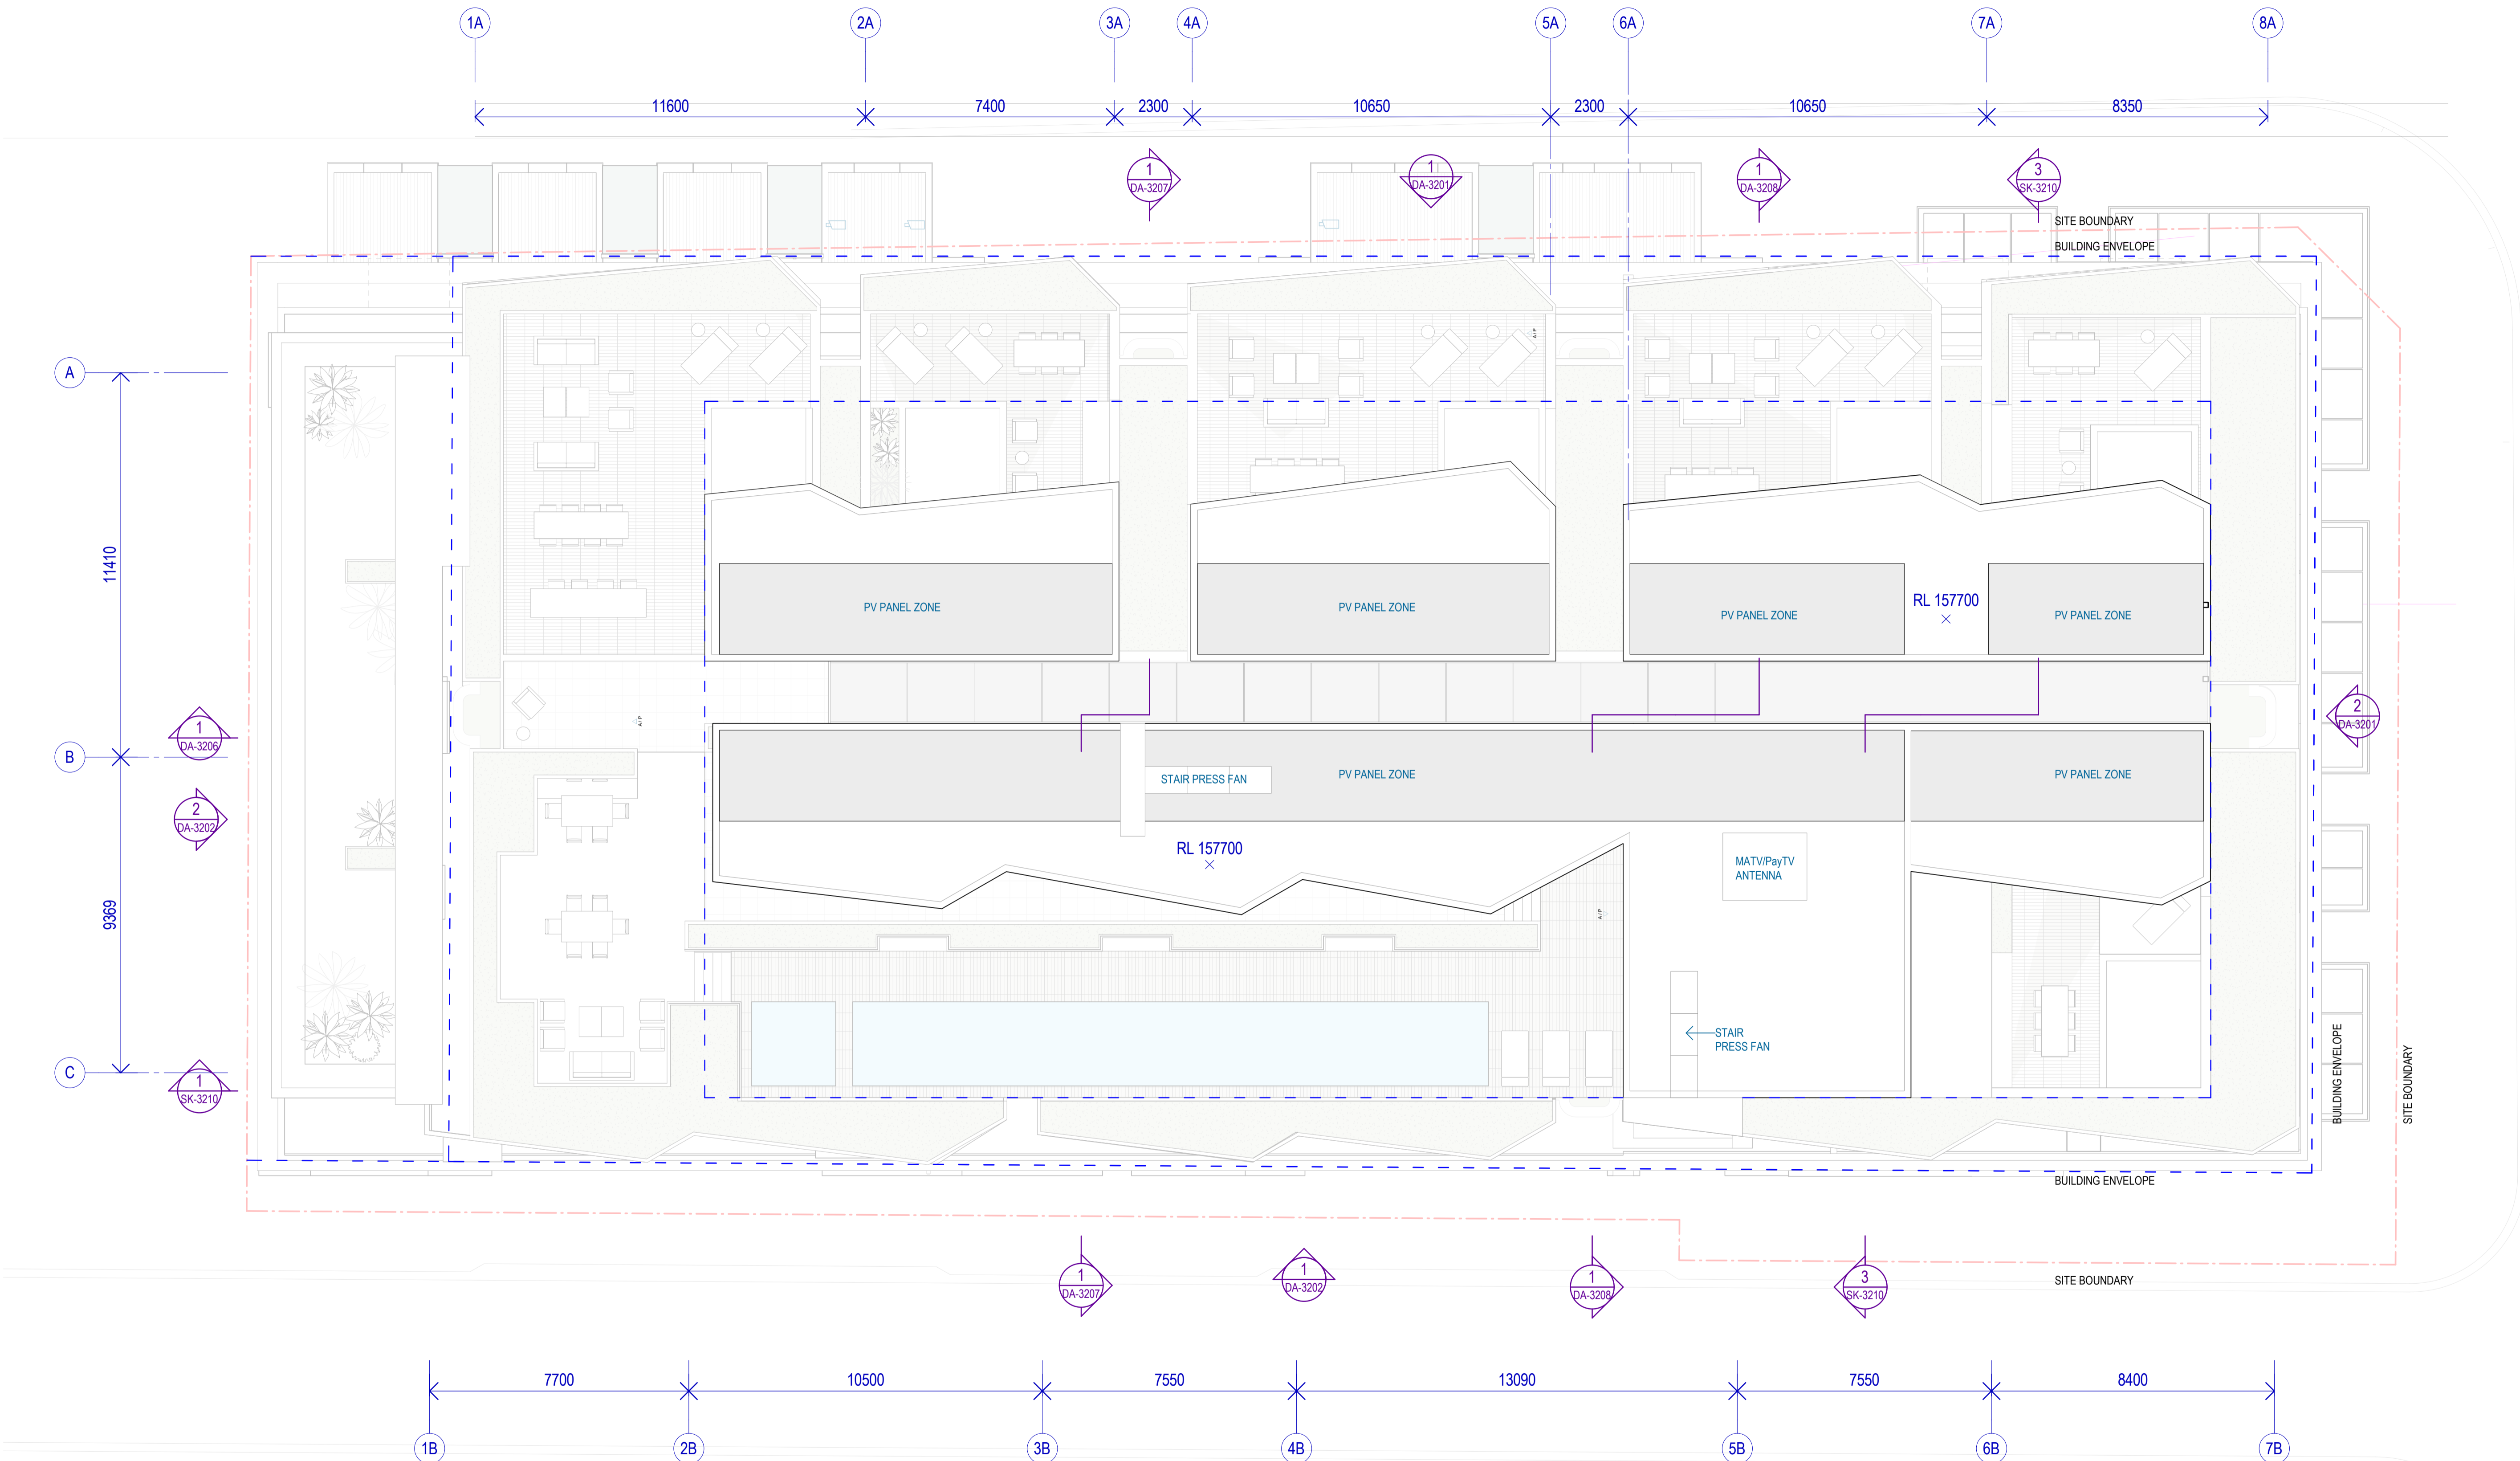 1A 2A 3A 4A 5A 6A 7A 8A
11600 7400 2300 10650 2300 10650 8350
1
DA-3207
1
DA-3201
1
DA-3208
3
SK-3210
SITE BOUNDARY
BUILDING ENVELOPE
A
11410
B
9369
C
A / P
PV PANEL ZONE
PV PANEL ZONE
PV PANEL ZONE
RL 157700
PV PANEL ZONE
1
DA-3206
2
DA-3202
1
SK-3210
A / P
2
DA-3201
STAIR PRESS FAN
PV PANEL ZONE
PV PANEL ZONE
RL 157700
MATV/PayTV
ANTENNA
A / P
STAIR
PRESS FAN
BUILDING ENVELOPE
SITE BOUNDARY
BUILDING ENVELOPE
1
DA-3207
1
DA-3202
1
DA-3208
3
SK-3210
SITE BOUNDARY
7700 10500 7550 13090 7550 8400
1B 2B 3B 4B 5B 6B 7B